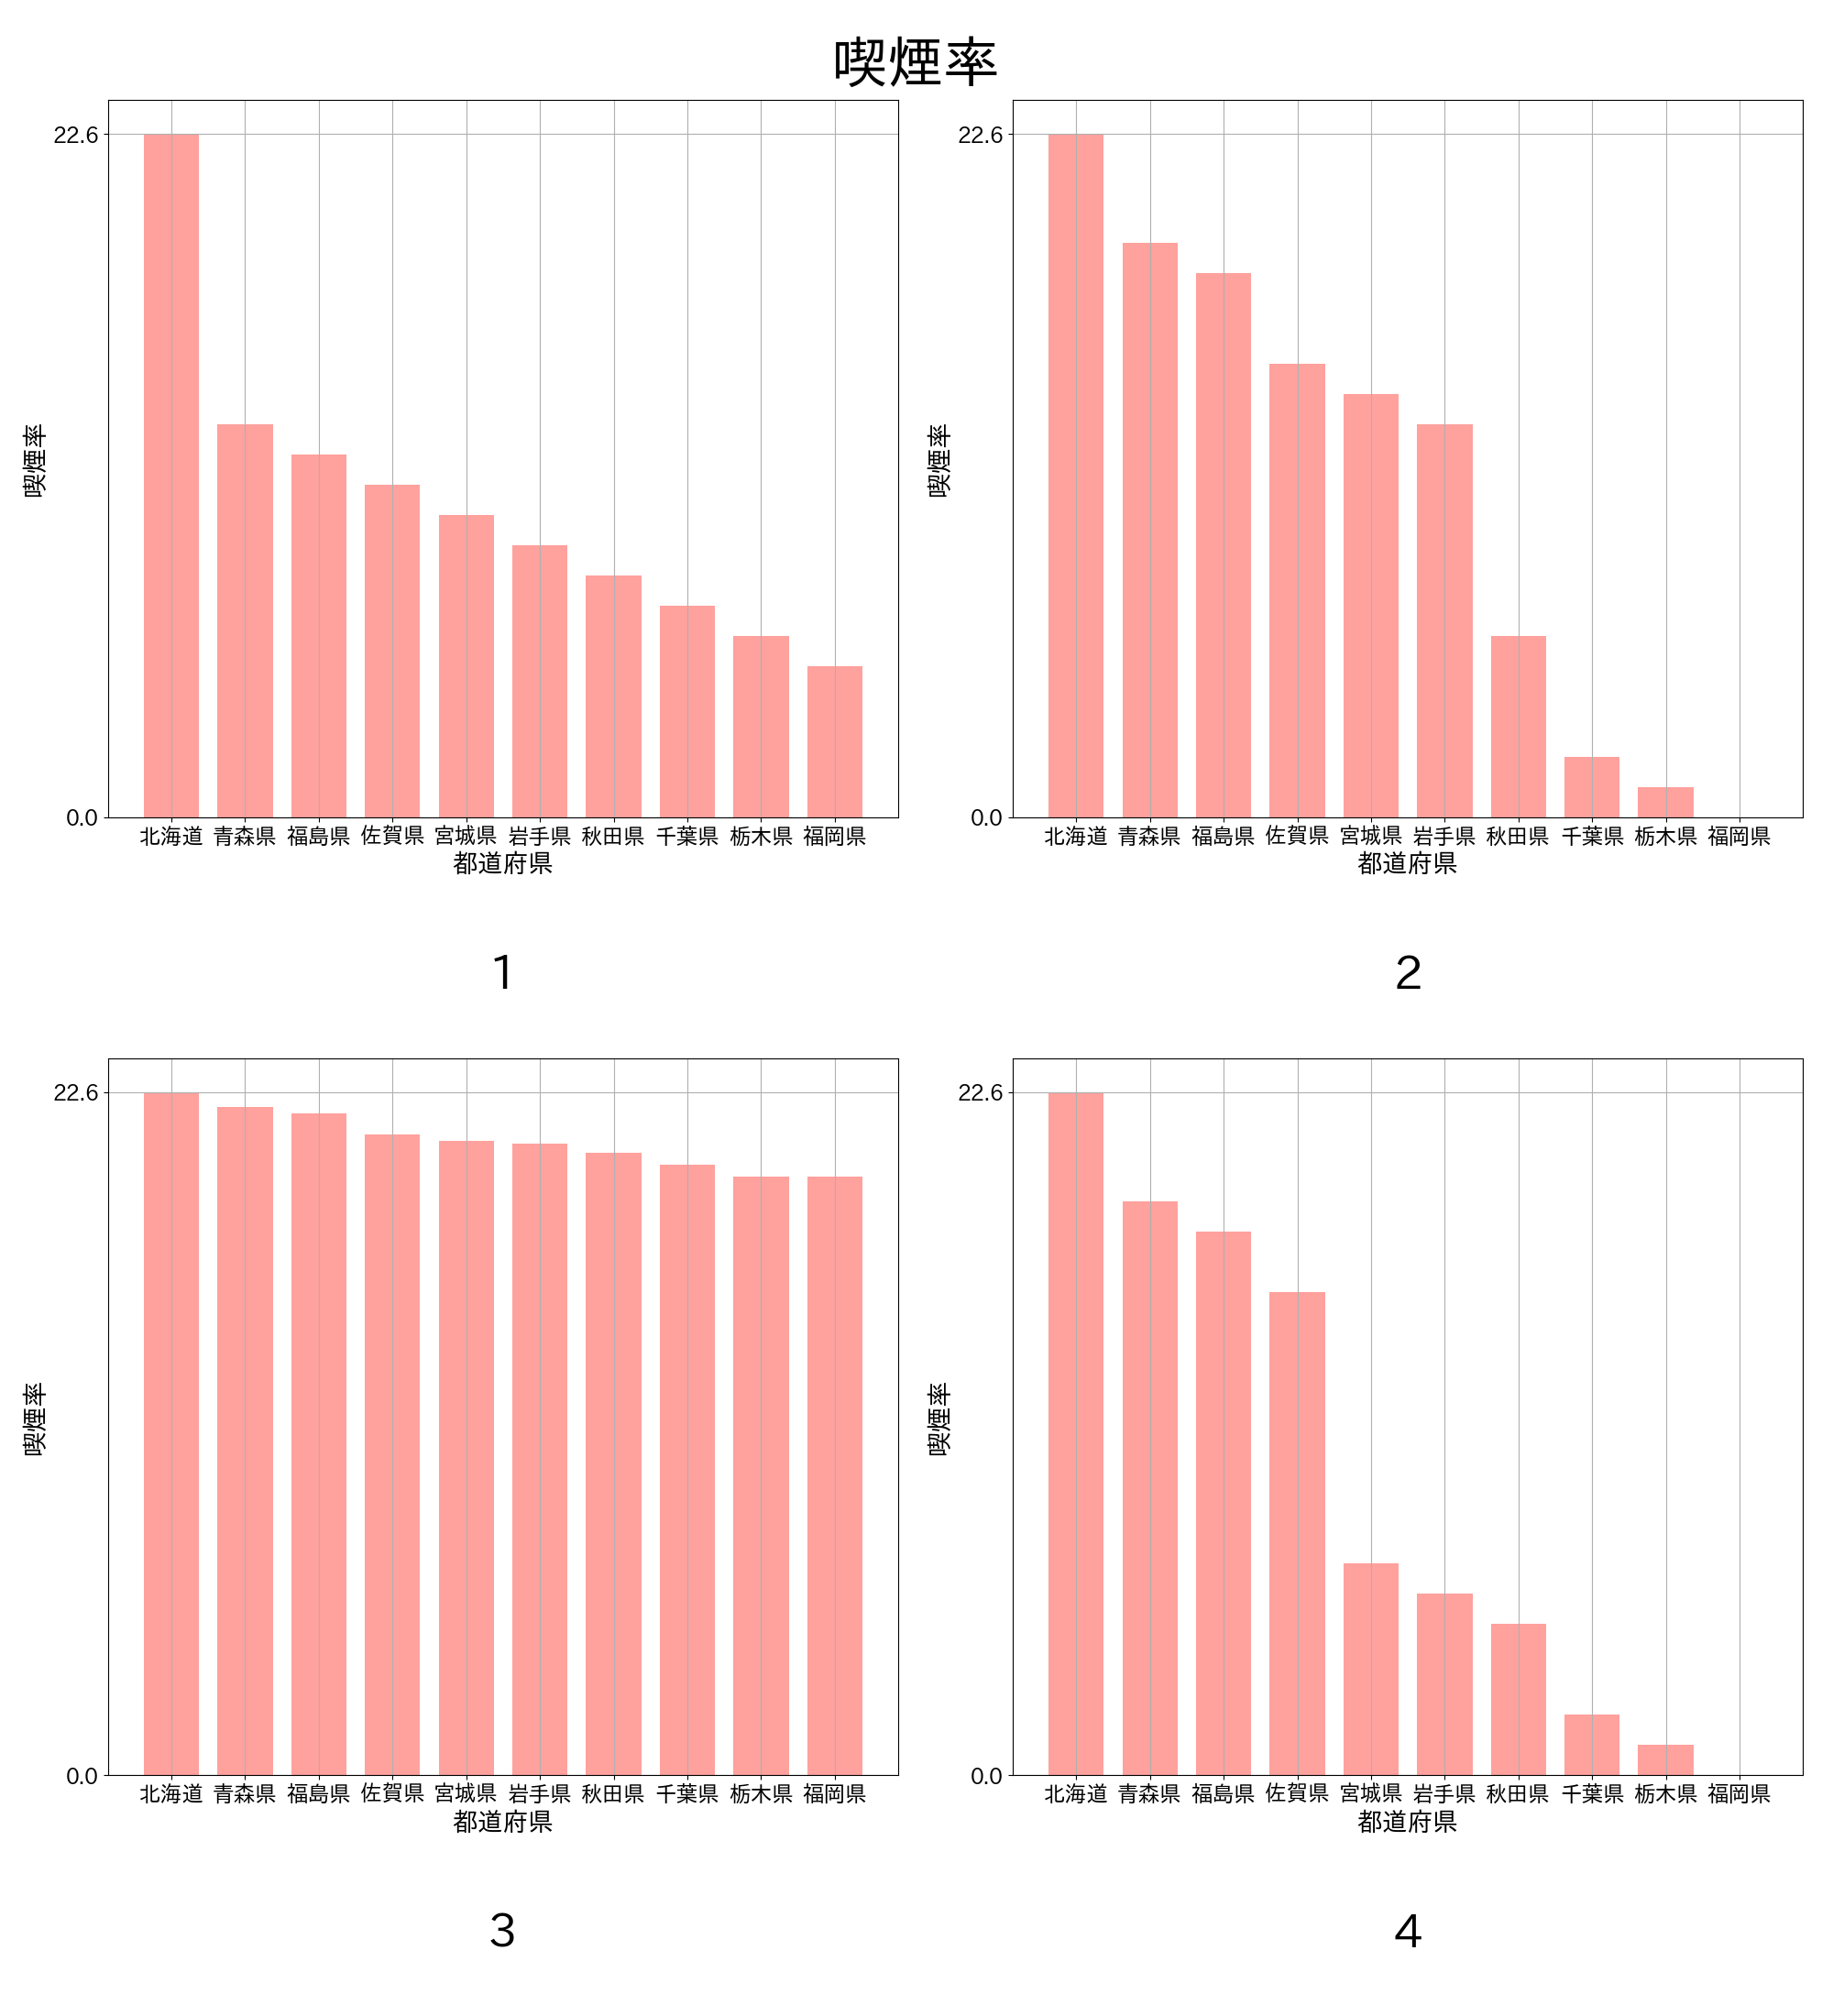 喫煙率
22.6
0.0
喫煙率
北海道 青森県 福島県 佐賀県 宮城県 岩手県 秋田県 千葉県 栃木県 福岡県
都道府県
1
22.6
0.0
喫煙率
北海道 青森県 福島県 佐賀県 宮城県 岩手県 秋田県 千葉県 栃木県 福岡県
都道府県
2
22.6
0.0
喫煙率
北海道 青森県 福島県 佐賀県 宮城県 岩手県 秋田県 千葉県 栃木県 福岡県
都道府県
3
22.6
0.0
喫煙率
北海道 青森県 福島県 佐賀県 宮城県 岩手県 秋田県 千葉県 栃木県 福岡県
都道府県
4